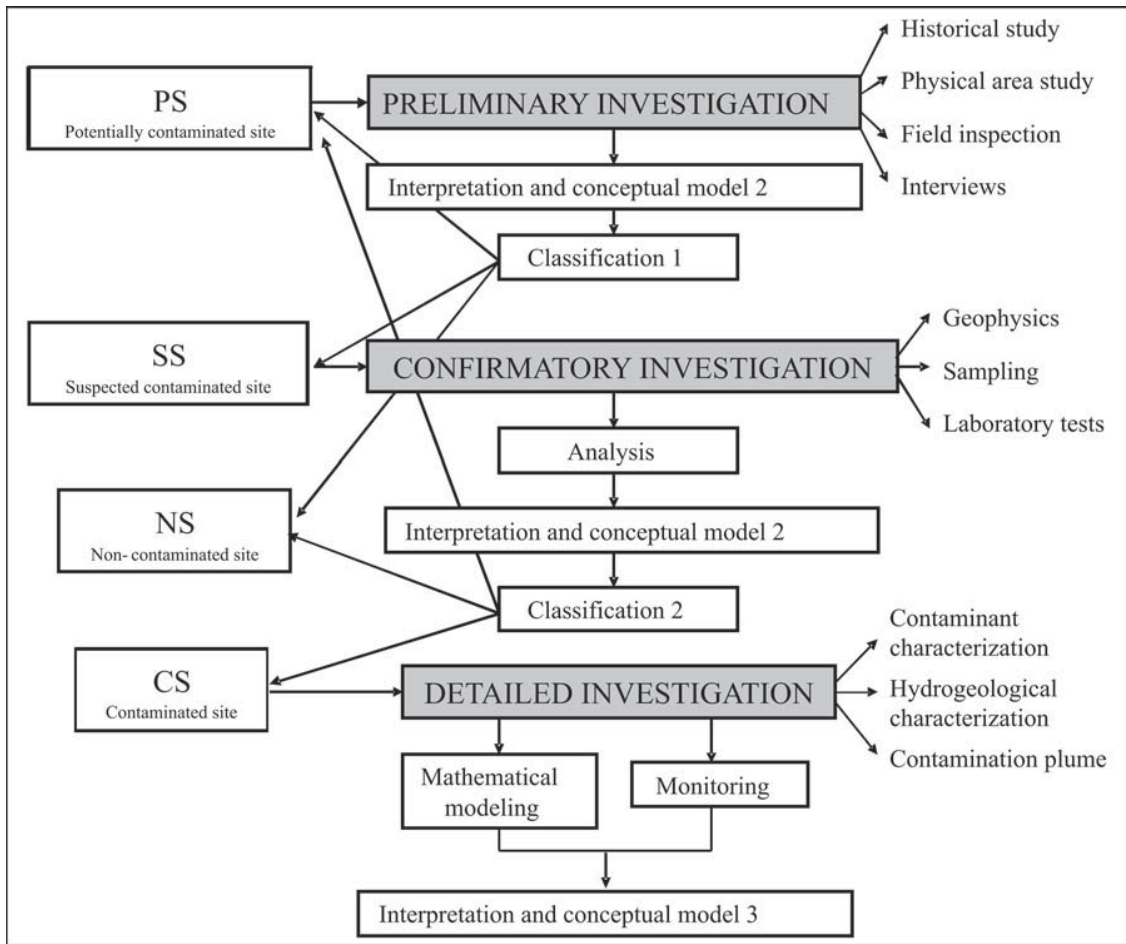 PS
Potentially contaminated site
PRELIMINARY INVESTIGATION
Historical study
Physical area study
Field inspection
Interviews
Interpretation and conceptual model 2
Classification 1
SS
Suspected contaminated site
CONFIRMATORY INVESTIGATION
Geophysics
Sampling
Laboratory tests
Analysis
NS
Non- contaminated site
Interpretation and conceptual model 2
Classification 2
CS
Contaminated site
DETAILED INVESTIGATION
Contaminant
characterization
Hydrogeological
characterization
Contamination plume
Mathematical
modeling
Monitoring
Interpretation and conceptual model 3